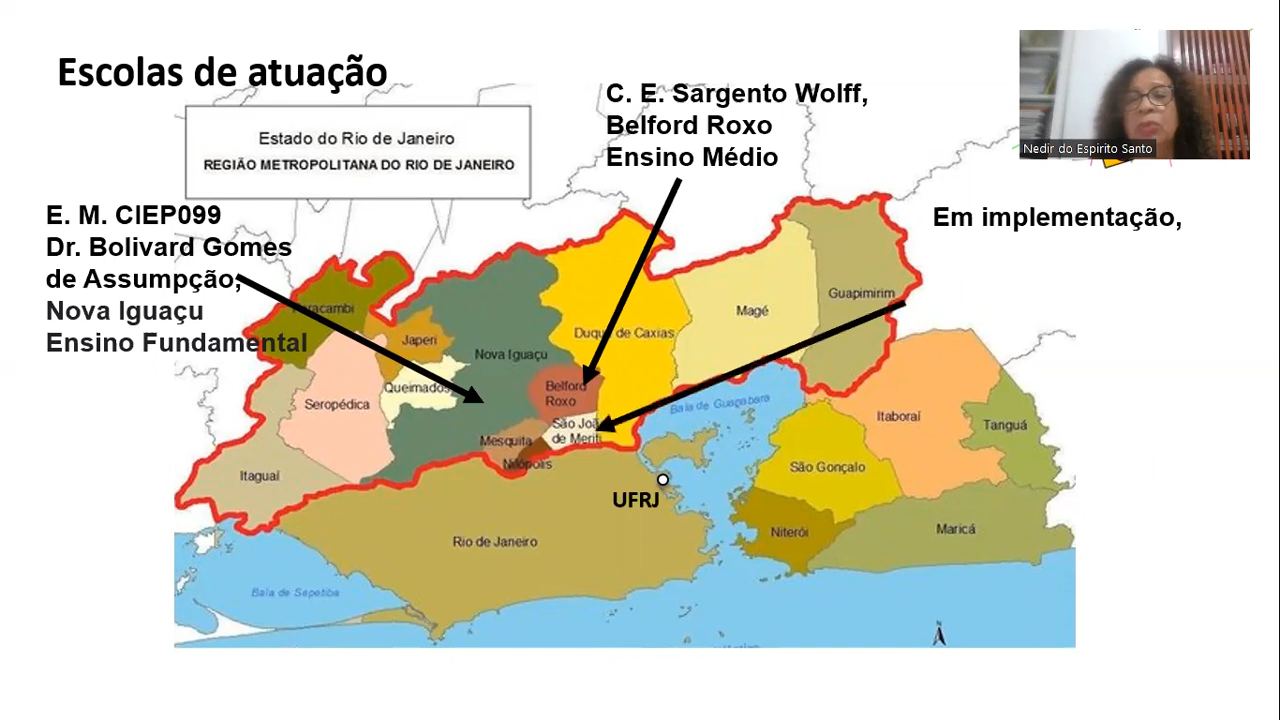 Escolas de atuação
Estado do Rio de Janeiro
REGIÃO METROPOLITANA DO RIO DE JANEIRO
C. E. Sargento Wolff,
Belford Roxo
Ensino Médio
Nedir do Espirito Santo
E. M. CIEP099
Dr. Bolivard Gomes
de Assumpção,
Nova Iguaçu
Ensino Fundamental
Em implementação,
Paracambi
Japeri
Nova Iguaçu
Duque de Caxias
Magé
Guapimirim
Queimados
Seropédica
Belford
Roxo
São João
de Meriti
Mesquita
Nilópolis
Itaguaí
Baía de Guanabara
Itaboraí
Tanguá
São Gonçalo
UFRJ
Niterói
Maricá
Rio de Janeiro
Baía de Sepetiba
N